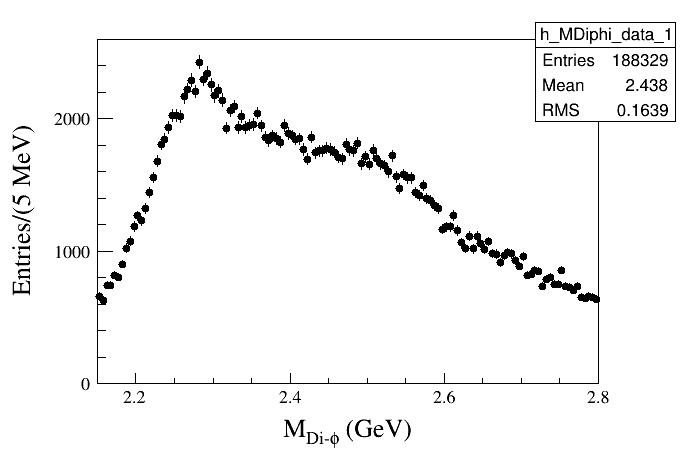 h_MDiphi_data_1
Entries 188329
Mean 2.438
RMS 0.1639
Entries/(5 MeV)
2000
1000
0
2.2 2.4 2.6 2.8
M_Di-ϕ (GeV)